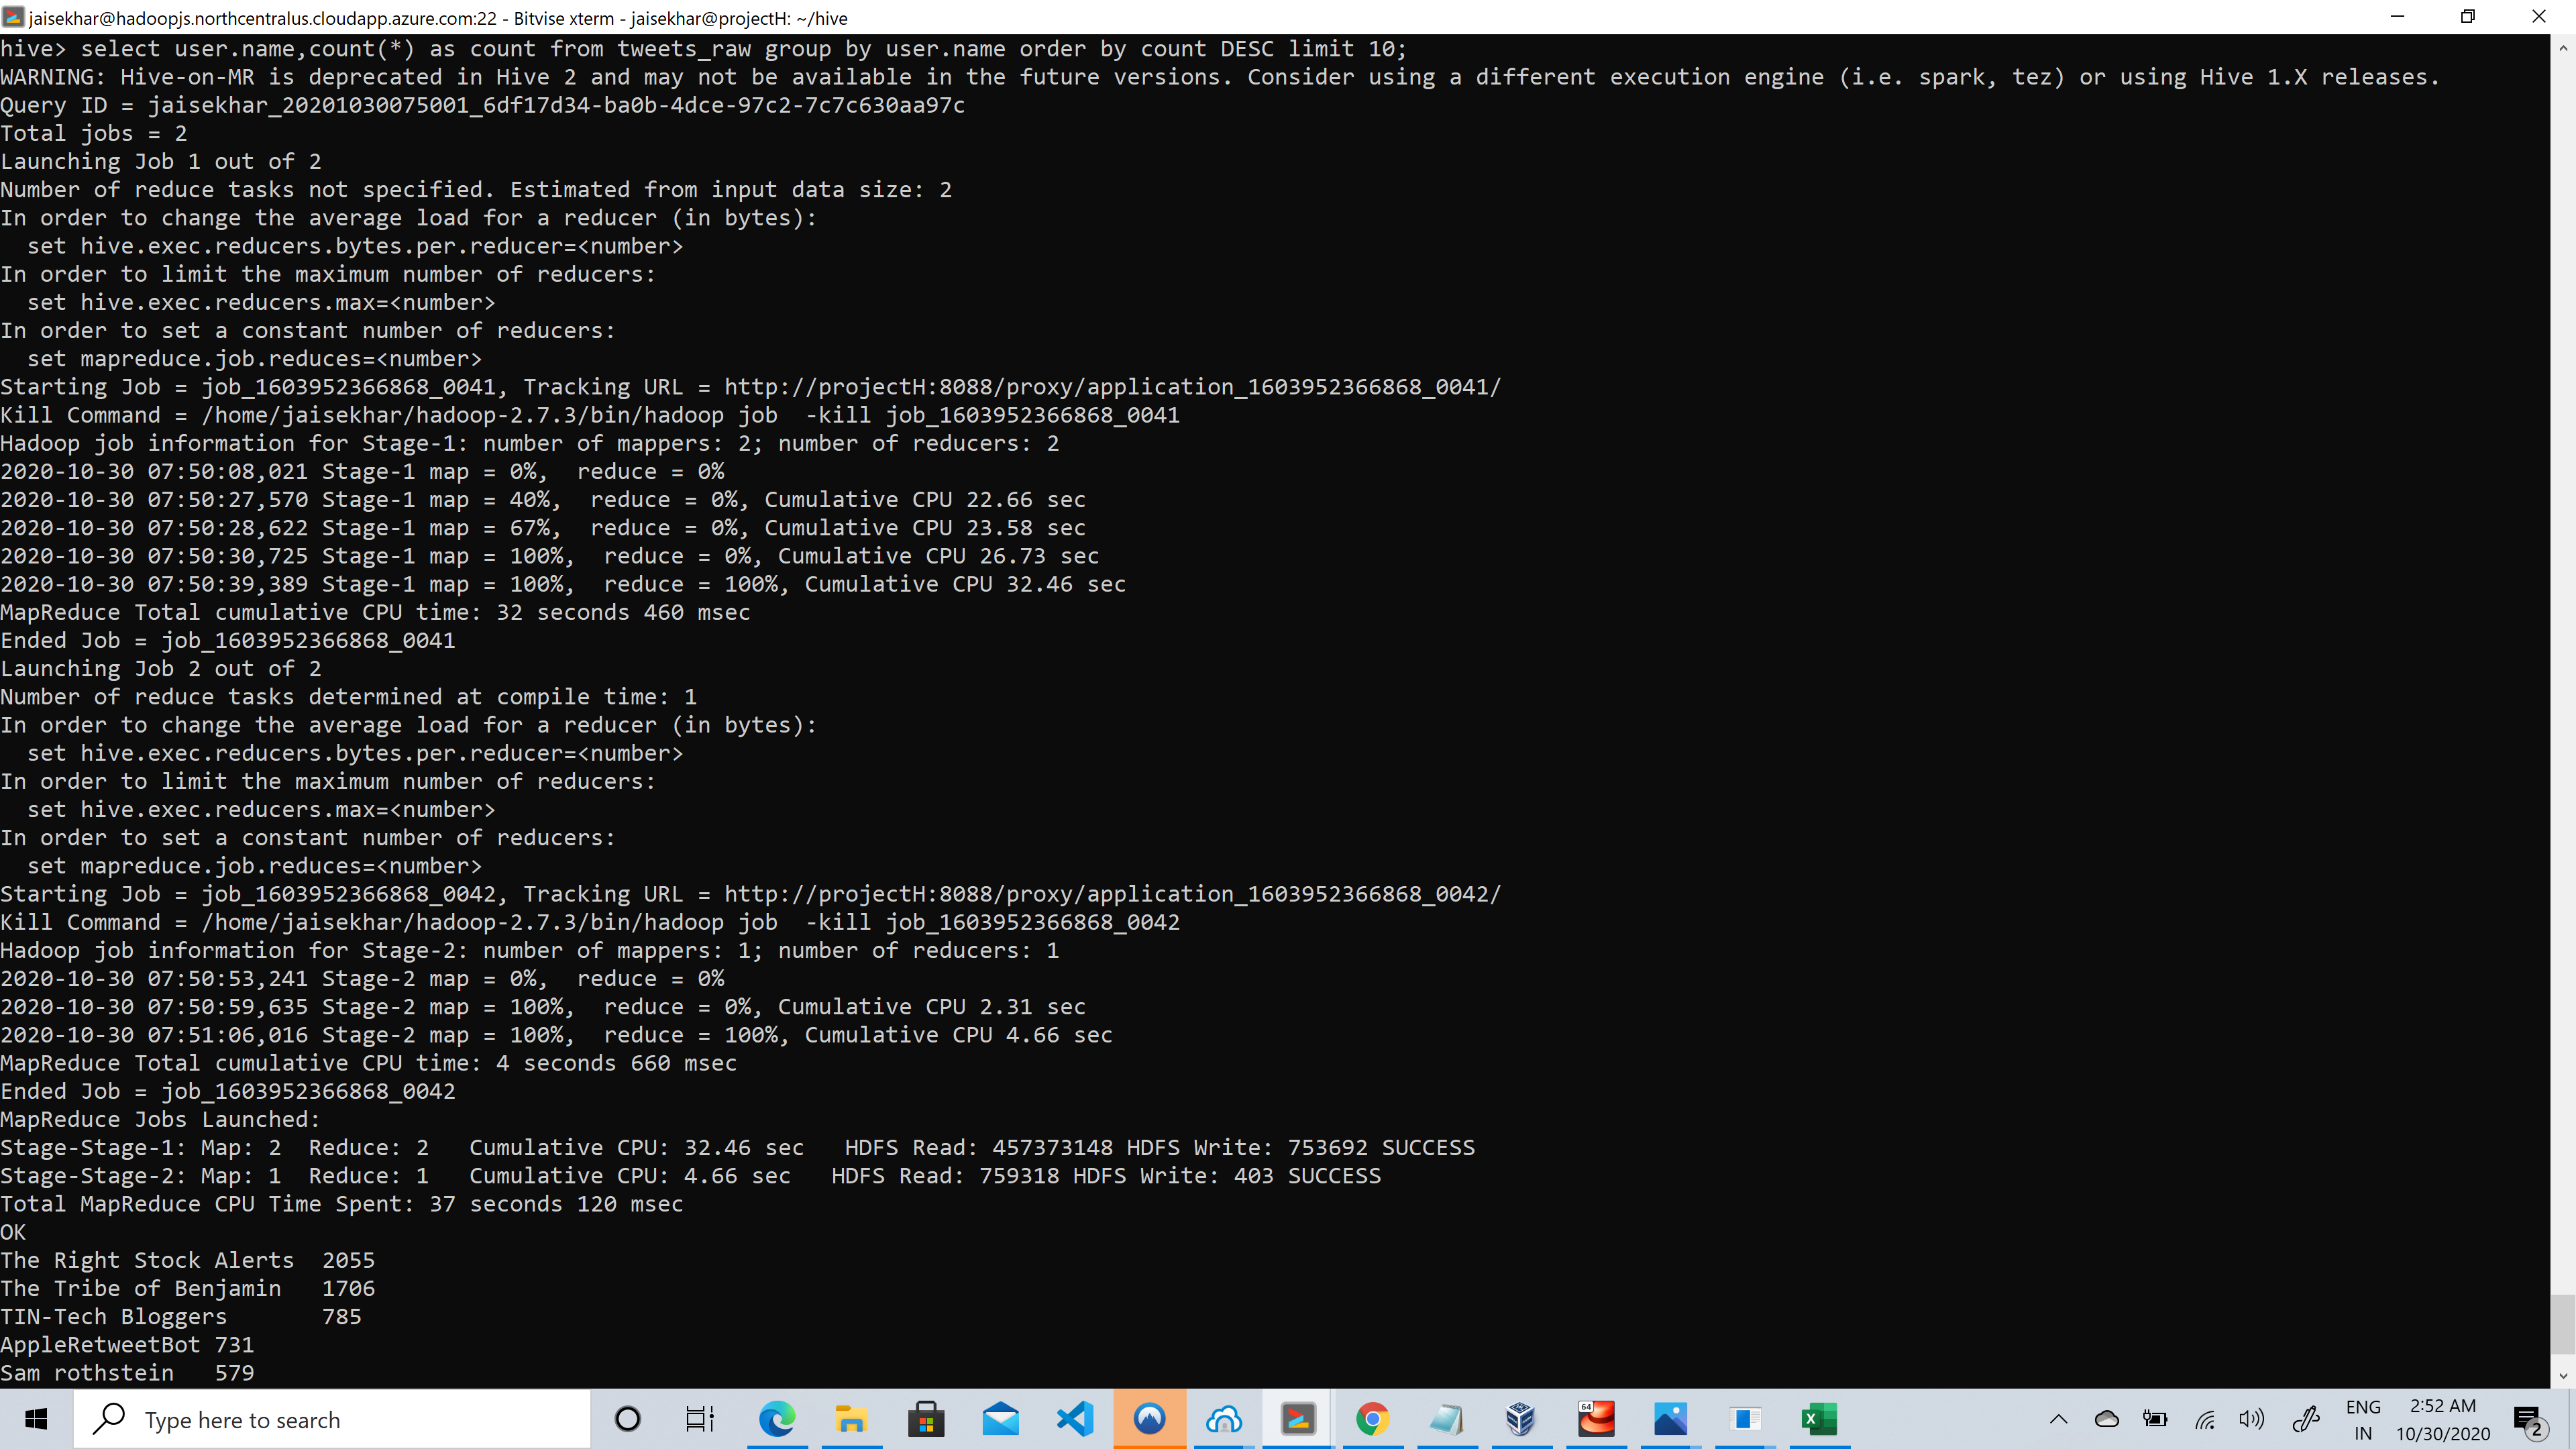 jaisekhar@hadoopjs.northcentralus.cloudapp.azure.com:22 - Bitvise xterm - jaisekhar@projectH: ~/hive
hive> select user.name,count(*) as count from tweets_raw group by user.name order by count DESC limit 10;
WARNING: Hive-on-MR is deprecated in Hive 2 and may not be available in the future versions. Consider using a different execution engine (i.e. spark, tez) or using Hive 1.X releases.
Query ID = jaisekhar_20201030075001_6df17d34-ba0b-4dce-97c2-7c7c630aa97c
Total jobs = 2
Launching Job 1 out of 2
Number of reduce tasks not specified. Estimated from input data size: 2
In order to change the average load for a reducer (in bytes):
  set hive.exec.reducers.bytes.per.reducer=<number>
In order to limit the maximum number of reducers:
  set hive.exec.reducers.max=<number>
In order to set a constant number of reducers:
  set mapreduce.job.reduces=<number>
Starting Job = job_1603952366868_0041, Tracking URL = http://projectH:8088/proxy/application_1603952366868_0041/
Kill Command = /home/jaisekhar/hadoop-2.7.3/bin/hadoop job  -kill job_1603952366868_0041
Hadoop job information for Stage-1: number of mappers: 2; number of reducers: 2
2020-10-30 07:50:08,021 Stage-1 map = 0%,  reduce = 0%
2020-10-30 07:50:27,570 Stage-1 map = 40%,  reduce = 0%, Cumulative CPU 22.66 sec
2020-10-30 07:50:28,622 Stage-1 map = 67%,  reduce = 0%, Cumulative CPU 23.58 sec
2020-10-30 07:50:30,725 Stage-1 map = 100%,  reduce = 0%, Cumulative CPU 26.73 sec
2020-10-30 07:50:39,389 Stage-1 map = 100%,  reduce = 100%, Cumulative CPU 32.46 sec
MapReduce Total cumulative CPU time: 32 seconds 460 msec
Ended Job = job_1603952366868_0041
Launching Job 2 out of 2
Number of reduce tasks determined at compile time: 1
In order to change the average load for a reducer (in bytes):
  set hive.exec.reducers.bytes.per.reducer=<number>
In order to limit the maximum number of reducers:
  set hive.exec.reducers.max=<number>
In order to set a constant number of reducers:
  set mapreduce.job.reduces=<number>
Starting Job = job_1603952366868_0042, Tracking URL = http://projectH:8088/proxy/application_1603952366868_0042/
Kill Command = /home/jaisekhar/hadoop-2.7.3/bin/hadoop job  -kill job_1603952366868_0042
Hadoop job information for Stage-2: number of mappers: 1; number of reducers: 1
2020-10-30 07:50:53,241 Stage-2 map = 0%,  reduce = 0%
2020-10-30 07:50:59,635 Stage-2 map = 100%,  reduce = 0%, Cumulative CPU 2.31 sec
2020-10-30 07:51:06,016 Stage-2 map = 100%,  reduce = 100%, Cumulative CPU 4.66 sec
MapReduce Total cumulative CPU time: 4 seconds 660 msec
Ended Job = job_1603952366868_0042
MapReduce Jobs Launched:
Stage-Stage-1: Map: 2  Reduce: 2   Cumulative CPU: 32.46 sec   HDFS Read: 457373148 HDFS Write: 753692 SUCCESS
Stage-Stage-2: Map: 1  Reduce: 1   Cumulative CPU: 4.66 sec   HDFS Read: 759318 HDFS Write: 403 SUCCESS
Total MapReduce CPU Time Spent: 37 seconds 120 msec
OK
The Right Stock Alerts  2055
The Tribe of Benjamin   1706
TIN-Tech Bloggers       785
AppleRetweetBot 731
Sam rothstein   579
Type here to search
64
ENG
IN
2:52 AM
10/30/2020
2